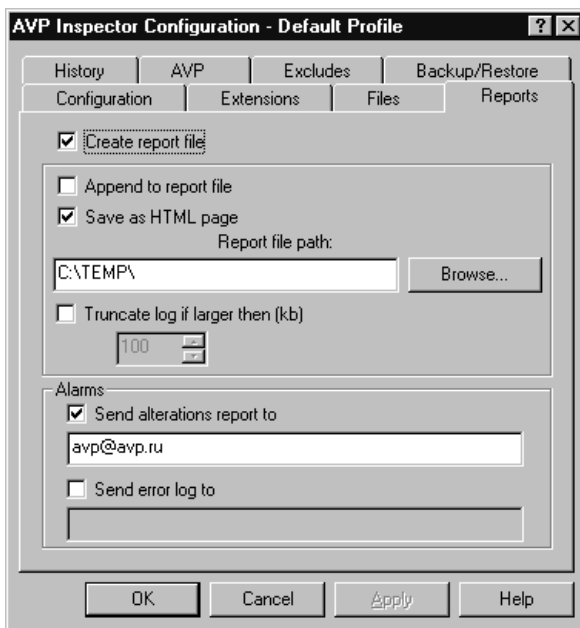 AVP Inspector Configuration - Default Profile
History AVP Excludes Backup/Restore
Configuration Extensions Files Reports
Create report file
Append to report file
Save as HTML page
Report file path:
C:\TEMP\ Browse...
Truncate log if larger then (kb)
100
Alarms
Send alterations report to
avp@avp.ru
Send error log to
OK Cancel Apply Help